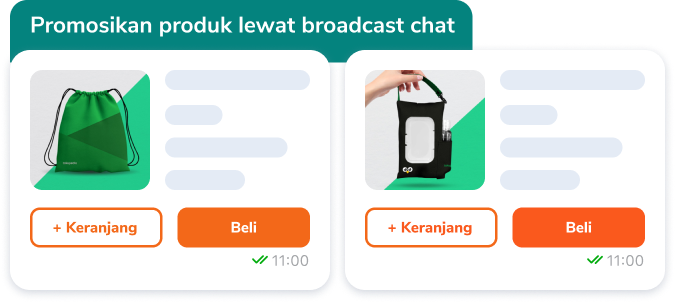 Promosikan produk lewat broadcast chat
+ Keranjang
Beli
11:00
+ Keranjang
Beli
11:00